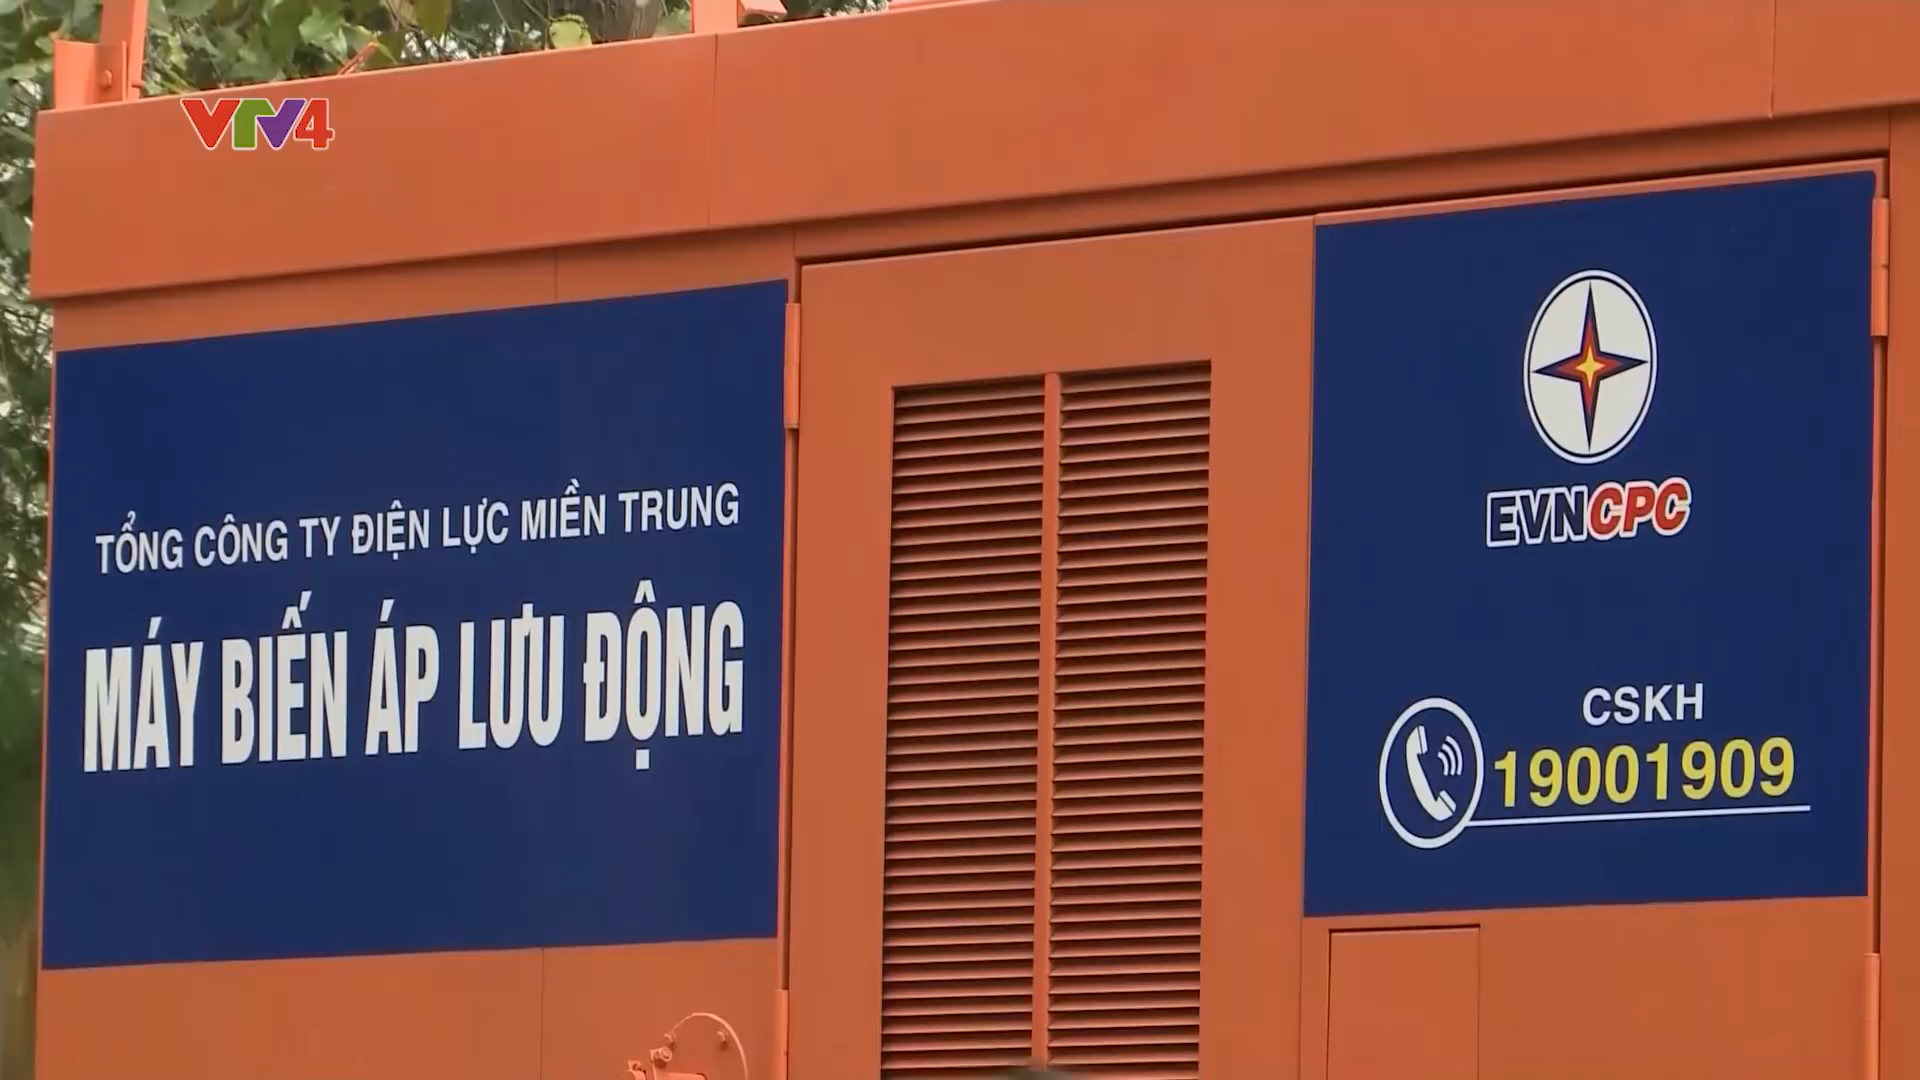 VTV4
TỔNG CÔNG TY ĐIỆN LỰC MIỀN TRUNG
MÁY BIẾN ÁP LƯU ĐỘNG
EVNCPC
CSKH
19001909